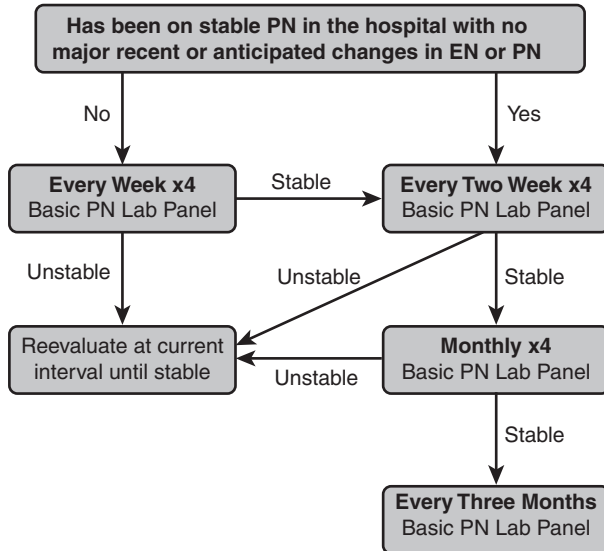 Has been on stable PN in the hospital with no
major recent or anticipated changes in EN or PN
No
Yes
Every Week x4
Basic PN Lab Panel
Stable
Every Two Week x4
Basic PN Lab Panel
Unstable
Unstable
Stable
Reevaluate at current
interval until stable
Unstable
Monthly x4
Basic PN Lab Panel
Stable
Every Three Months
Basic PN Lab Panel